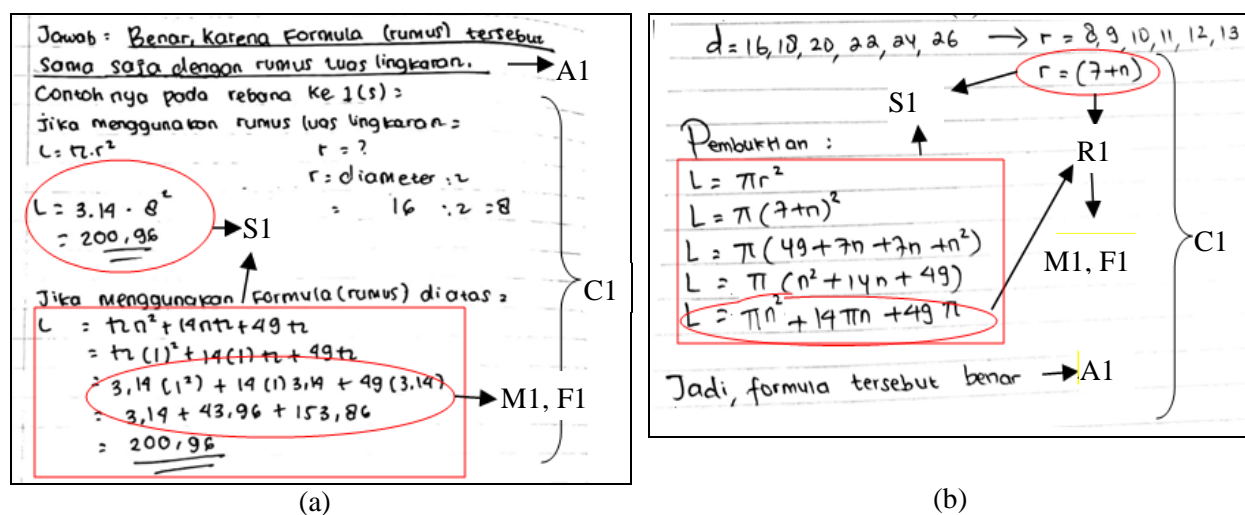 Jawab : Benar, Karena Formula (rumus) tersebut
sama saja dengan rumus luas lingkaran.
A1
Contoh nya pada rebana ke 1 (s) :
jika menggunakan rumus luas lingkaran :
L = π.r²
r = ?
r = diameter : 2
= 16 : 2 = 8
L = 3.14 . 8²
= 200,96
S1
Jika menggunakan Formula (rumus) diatas :
L = πn² + 14nπ + 49π
= π (1)² + 14(1) π + 49π
= 3,14 (1²) + 14 (1) 3,14 + 49 (3.14)
= 3,14 + 43,96 + 153,86
= 200,96
M1, F1
C1
(a)
d = 16, 18, 20, 22, 24, 26 → r = 8, 9, 10, 11, 12, 13
r = (7+n)
S1
R1
M1, F1
Pembuktian :
L = πr²
L = π (7+n)²
L = π (49 + 7n + 7n + n²)
L = π (n² + 14n + 49)
L = πn² + 14πn + 49π
Jadi, formula tersebut benar
A1
C1
(b)